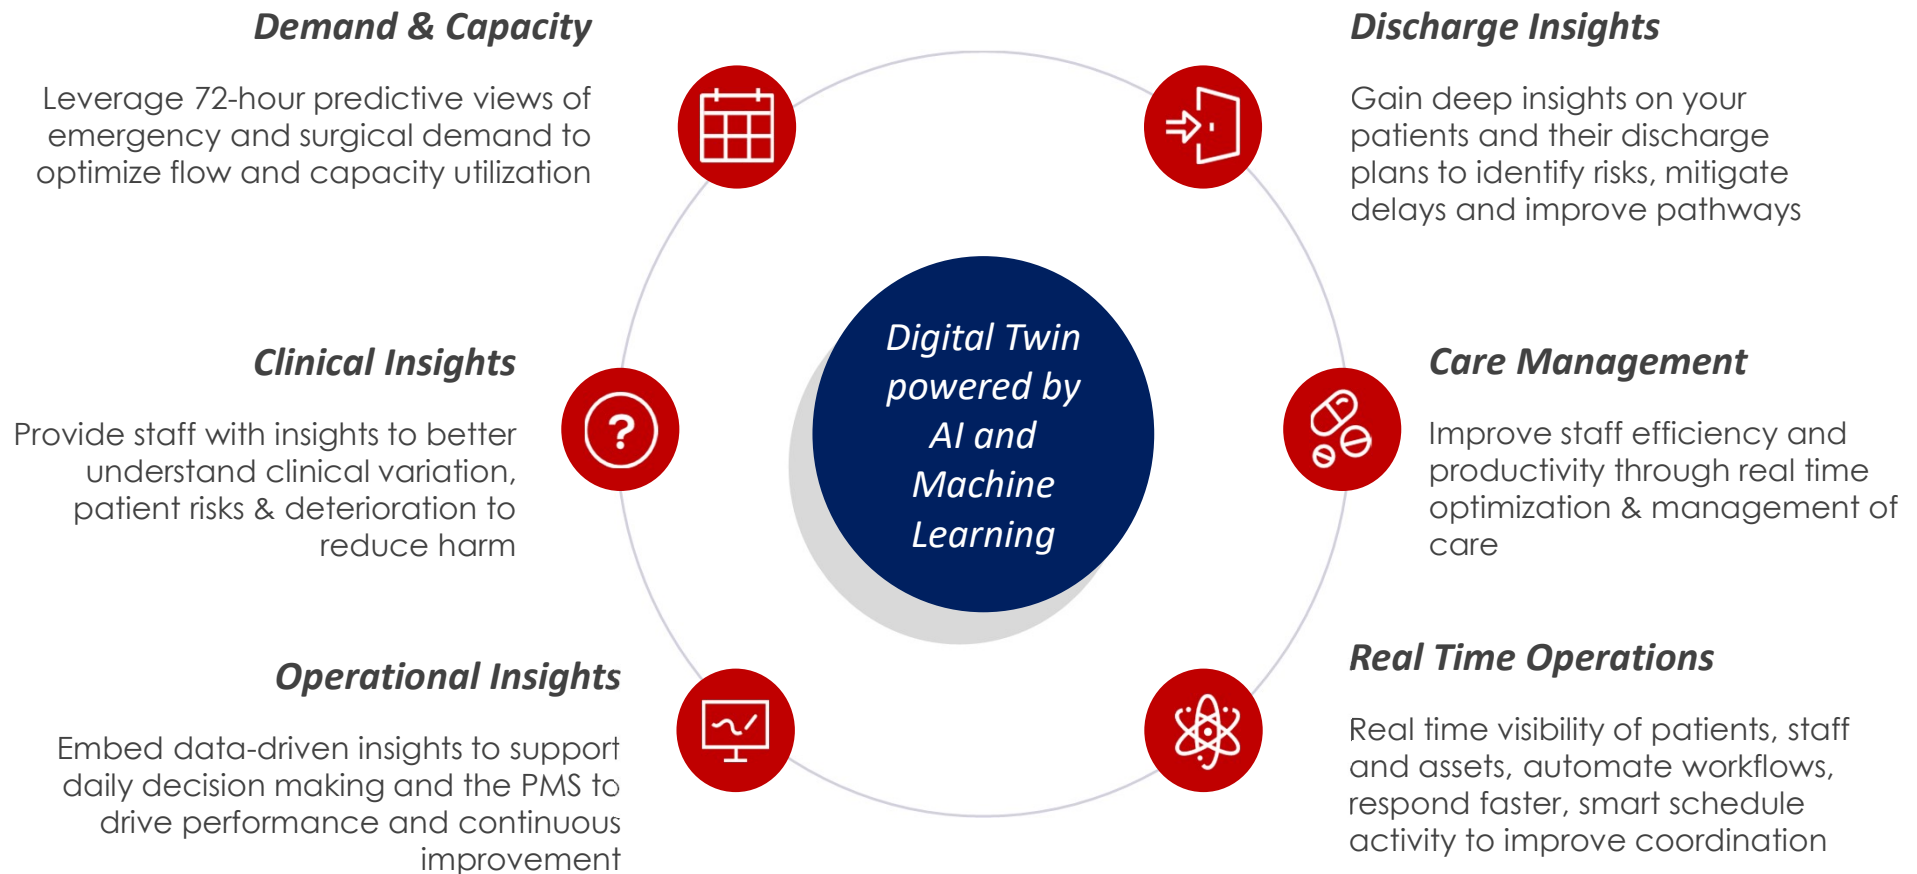 Demand & Capacity
Leverage 72-hour predictive views of
emergency and surgical demand to
optimize flow and capacity utilization
Discharge Insights
Gain deep insights on your
patients and their discharge
plans to identify risks, mitigate
delays and improve pathways
Clinical Insights
Provide staff with insights to better
understand clinical variation,
patient risks & deterioration to
reduce harm
?
Digital Twin
powered by
AI and
Machine
Learning
Care Management
Improve staff efficiency and
productivity through real time
optimization & management of
care
Operational Insights
Embed data-driven insights to support
daily decision making and the PMS to
drive performance and continuous
improvement
Real Time Operations
Real time visibility of patients, staff
and assets, automate workflows,
respond faster, smart schedule
activity to improve coordination